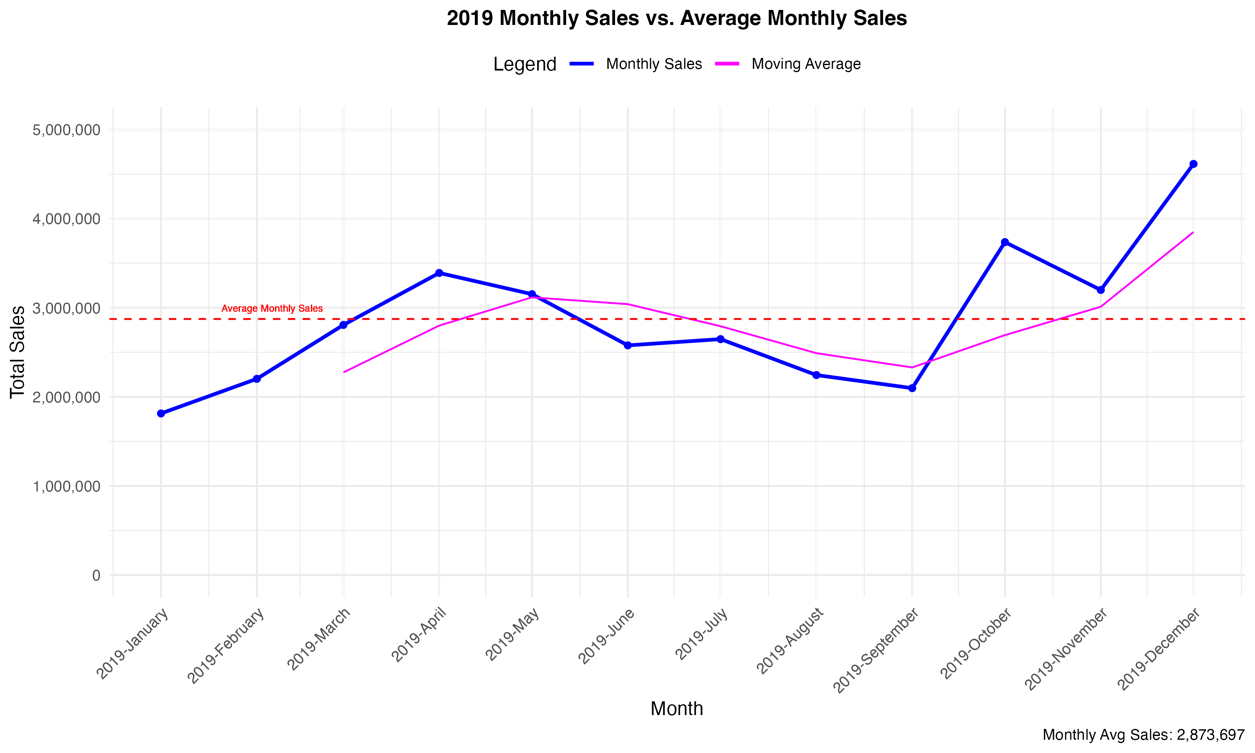 2019 Monthly Sales vs. Average Monthly Sales
Legend Monthly Sales Moving Average
5,000,000
4,000,000
3,000,000
2,000,000
1,000,000
0
Total Sales
Average Monthly Sales
2019-January
2019-February
2019-March
2019-April
2019-May
2019-June
2019-July
2019-August
2019-September
2019-October
2019-November
2019-December
Month
Monthly Avg Sales: 2,873,697